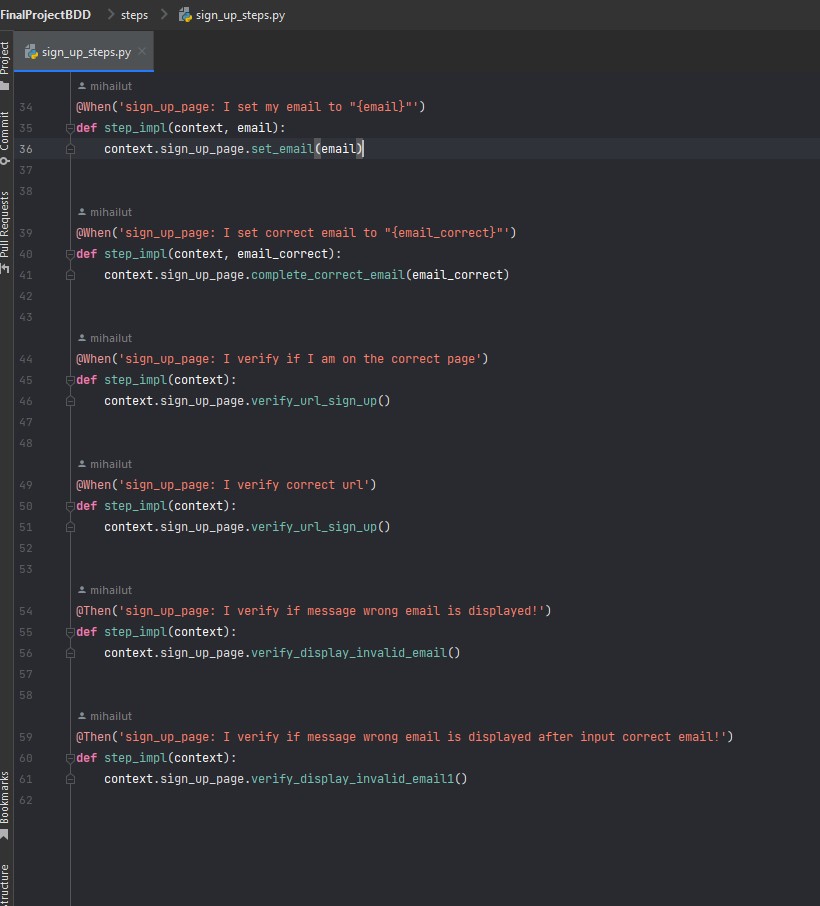 FinalProjectBDD > steps > sign_up_steps.py
sign_up_steps.py ×
Project
Commit
Pull Requests
mihailut
34 @When('sign_up_page: I set my email to "{email}"')
35 def step_impl(context, email):
36     context.sign_up_page.set_email(email)
37
38
mihailut
39 @When('sign_up_page: I set correct email to "{email_correct}"')
40 def step_impl(context, email_correct):
41     context.sign_up_page.complete_correct_email(email_correct)
42
43
mihailut
44 @When('sign_up_page: I verify if I am on the correct page')
45 def step_impl(context):
46     context.sign_up_page.verify_url_sign_up()
47
48
mihailut
49 @When('sign_up_page: I verify correct url')
50 def step_impl(context):
51     context.sign_up_page.verify_url_sign_up()
52
53
mihailut
54 @Then('sign_up_page: I verify if message wrong email is displayed!')
55 def step_impl(context):
56     context.sign_up_page.verify_display_invalid_email()
57
58
mihailut
59 @Then('sign_up_page: I verify if message wrong email is displayed after input correct email!')
60 def step_impl(context):
61     context.sign_up_page.verify_display_invalid_email1()
62
Bookmarks
structure